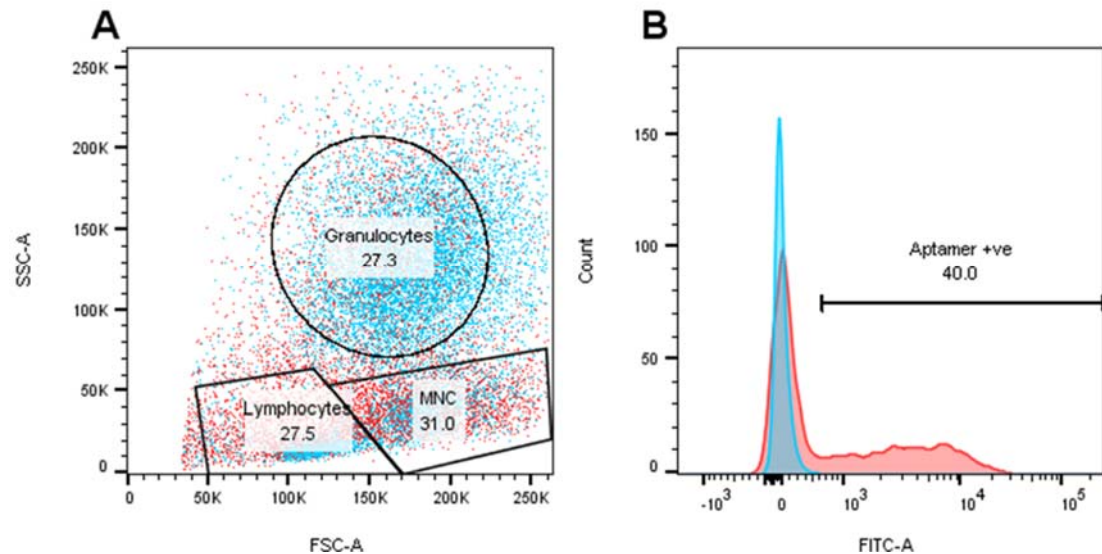 A
B
250K
200K
150K
100K
50K
0
SSC-A
Granulocytes
27.3
Lymphocytes
27.5
MNC
31.0
0
50K
100K
150K
200K
250K
FSC-A
150
100
50
0
Count
Aptamer +ve
40.0
-10³
0
10³
10⁴
10⁵
FITC-A